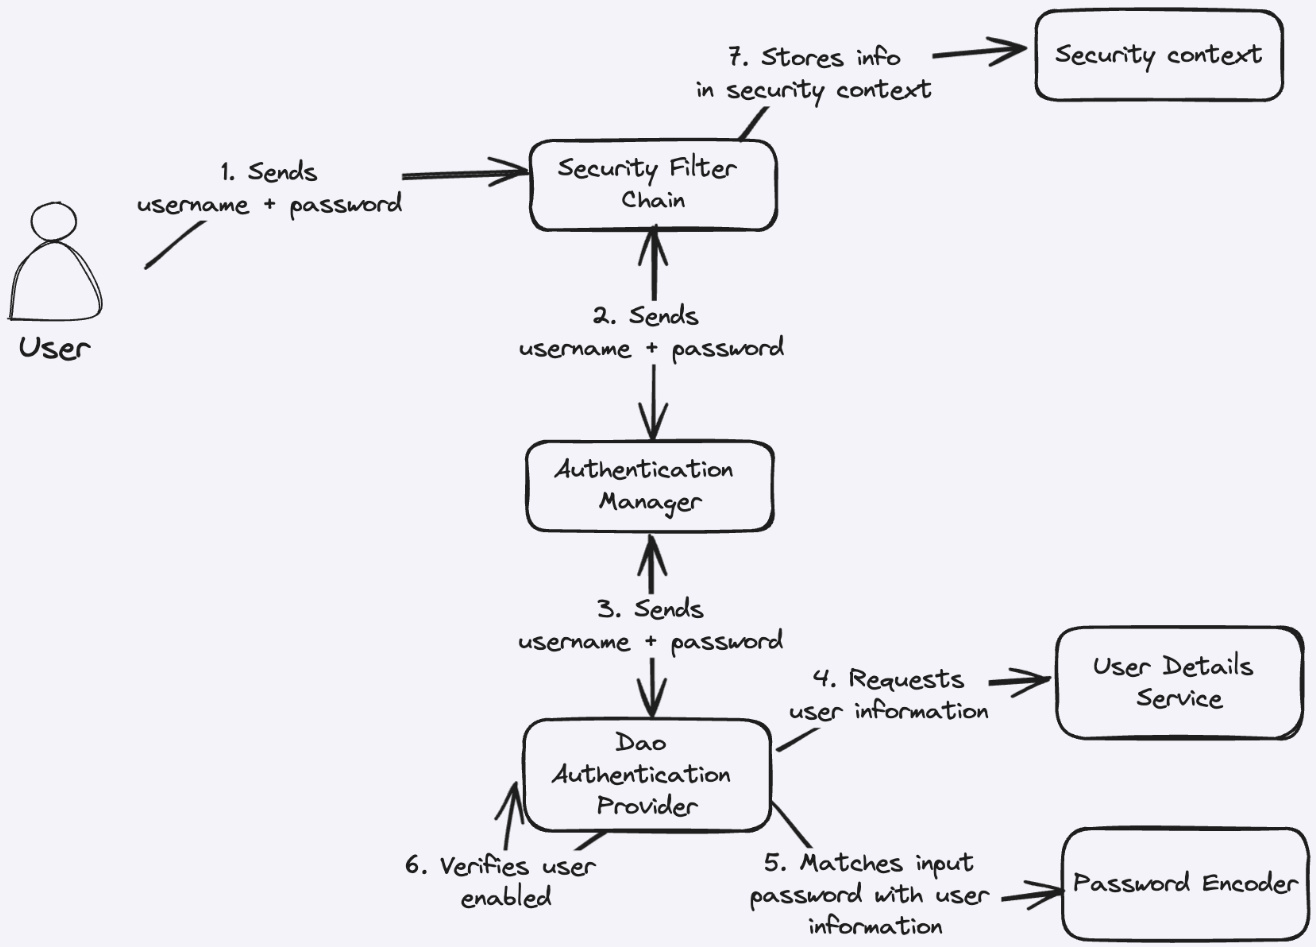 7. Stores info
in security context
Security context
1. Sends
username + password
Security Filter
Chain
User
2. Sends
username + password
Authentication
Manager
3. Sends
username + password
4. Requests
user information
User Details
Service
Dao
Authentication
Provider
6. Verifies user
enabled
5. Matches input
password with user
information
Password Encoder